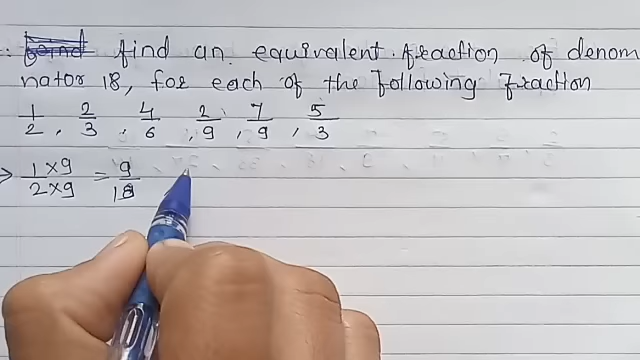 find an equivalent fraction of denom
nator 18, for each of the following fraction
1/2, 2/3, 4/6, 2/9, 7/9, 5/3
→ 1×9/2×9 = 9/18